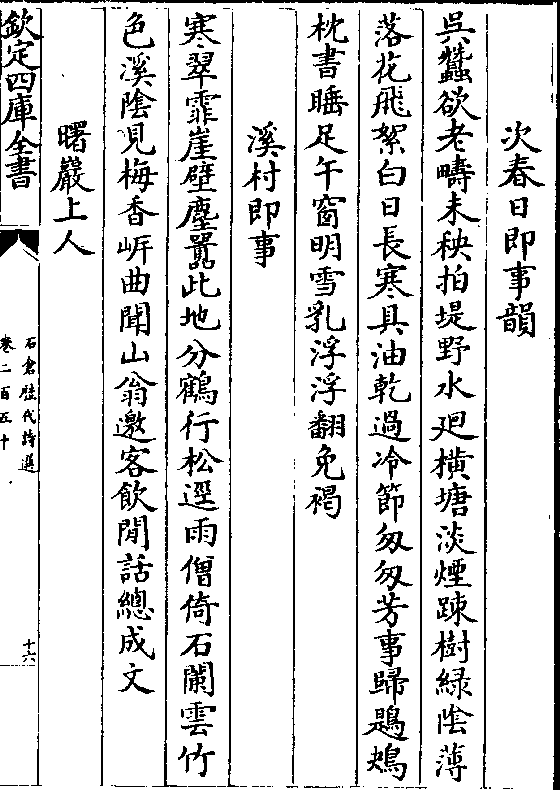 次春日即事韻
呉蠶欲老疇未秧拍堤野水廻橫塘淡煙踈樹緑陰薄
落花飛絮白日長寒具油乾過冷節匆匆芳事歸鶗鴂
枕書睡足午窗明雪乳浮浮翻兔褐
溪村即事
寒翠霏崖壁塵囂此地分鶴行松逕雨僧倚石闌雲竹
色溪陰見梅香岸曲聞山翁邀客飲閒話總成文
曙巖上人
欽定四庫全書
石倉歴代詩選
卷二百五十
十六